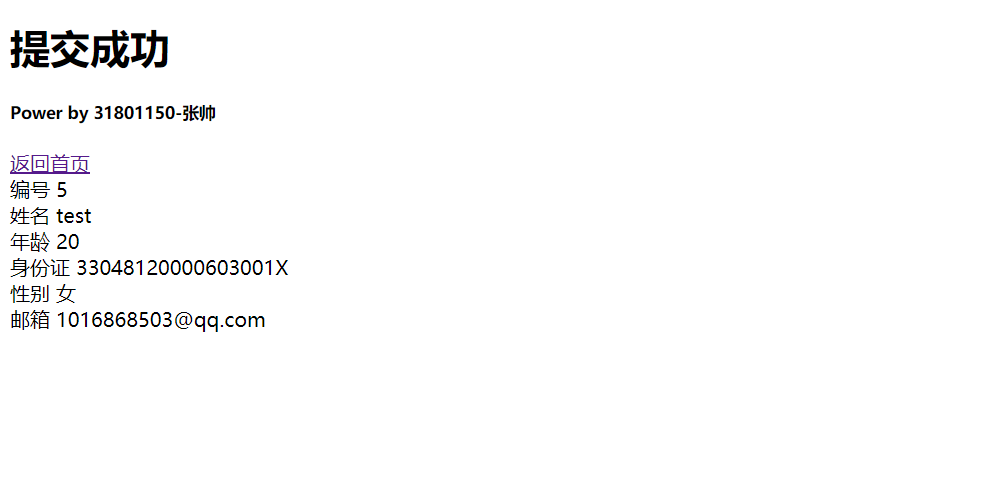 提交成功
Power by 31801150-张帅
返回首页
编号 5
姓名 test
年龄 20
身份证 33048120000603001X
性别 女
邮箱 1016868503@qq.com